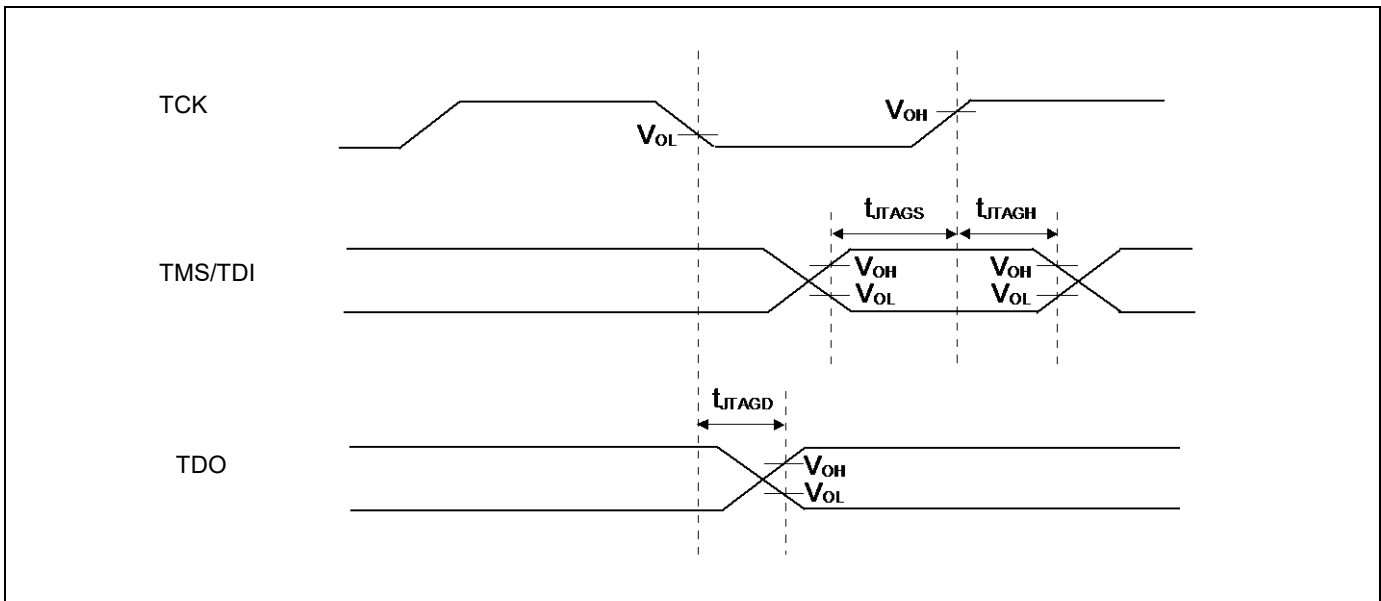 TCK
VOL
VOH
tJTAGS
tJTAGH
TMS/TDI
VOH
VOL
VOH
VOL
tJTAGD
TDO
VOH
VOL